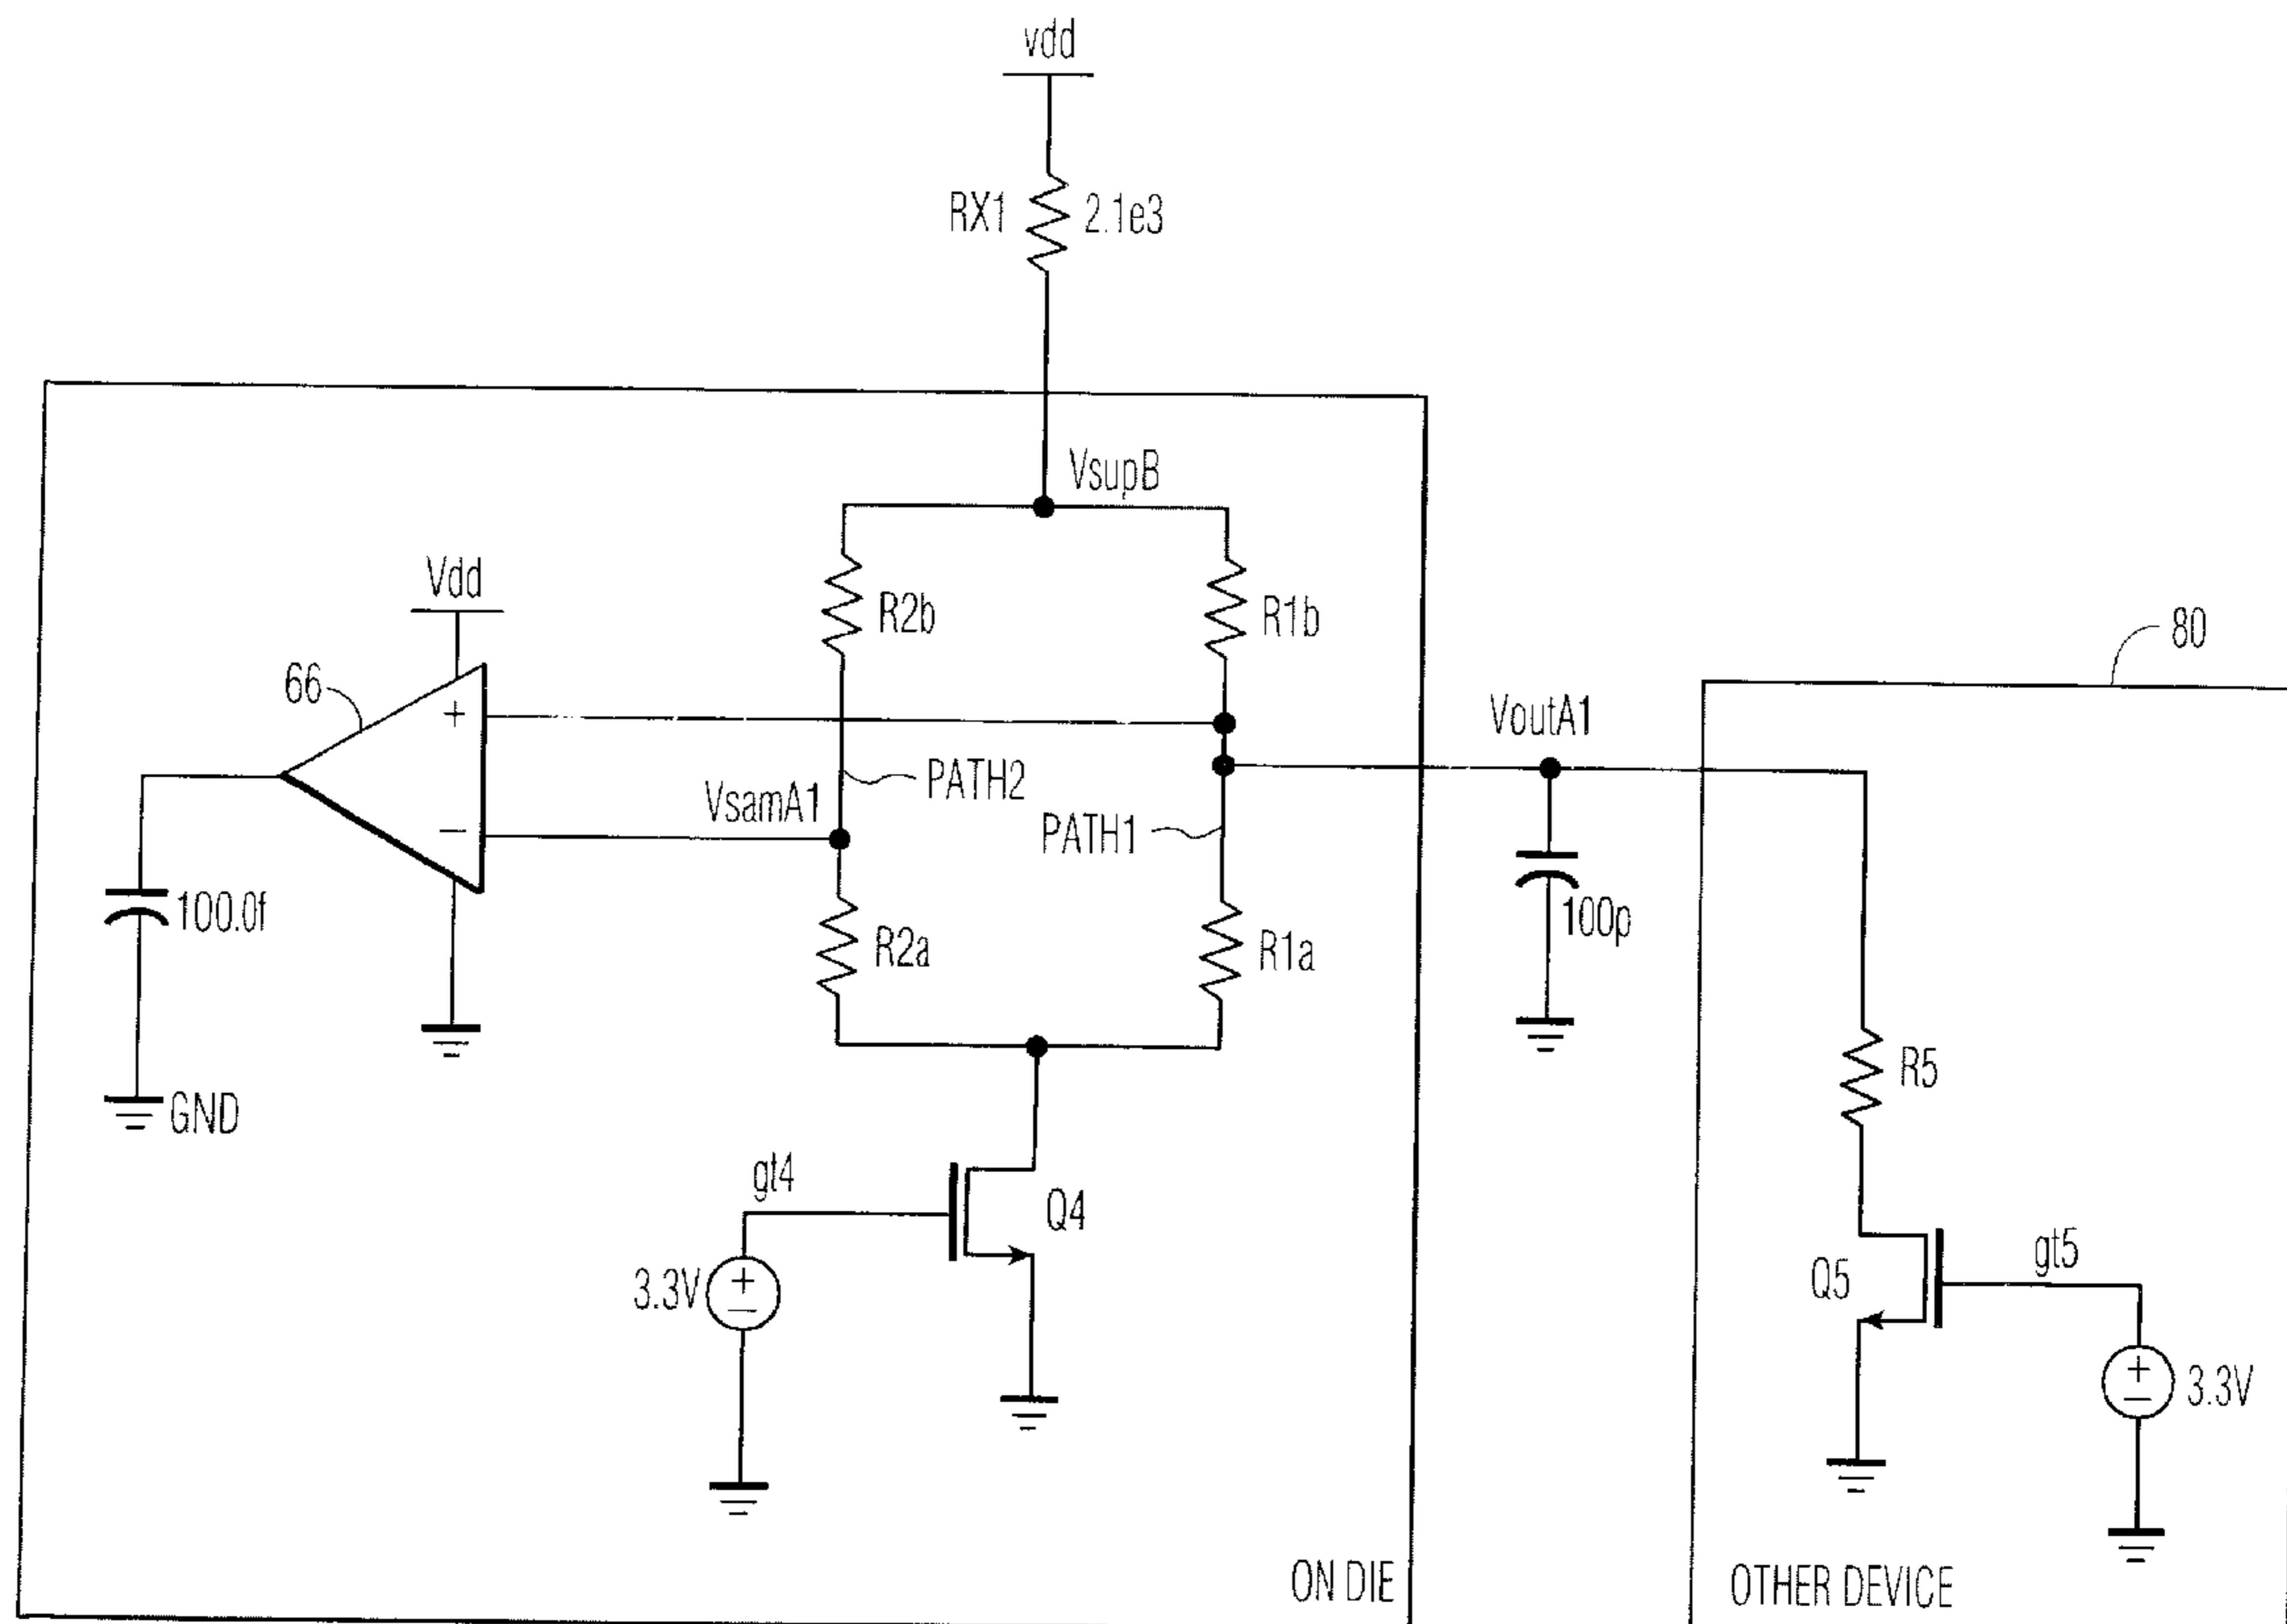 vdd
RX1
2.1e3
VsupB
Vdd
R2b
R1b
66
+
80
VoutA1
PATH2
VsamA1
PATH1
−
100.0f
R2a
R1a
100p
R5
GND
gt4
Q4
gt5
Q5
3.3V
+
−
+
−
3.3V
ON DIE
OTHER DEVICE